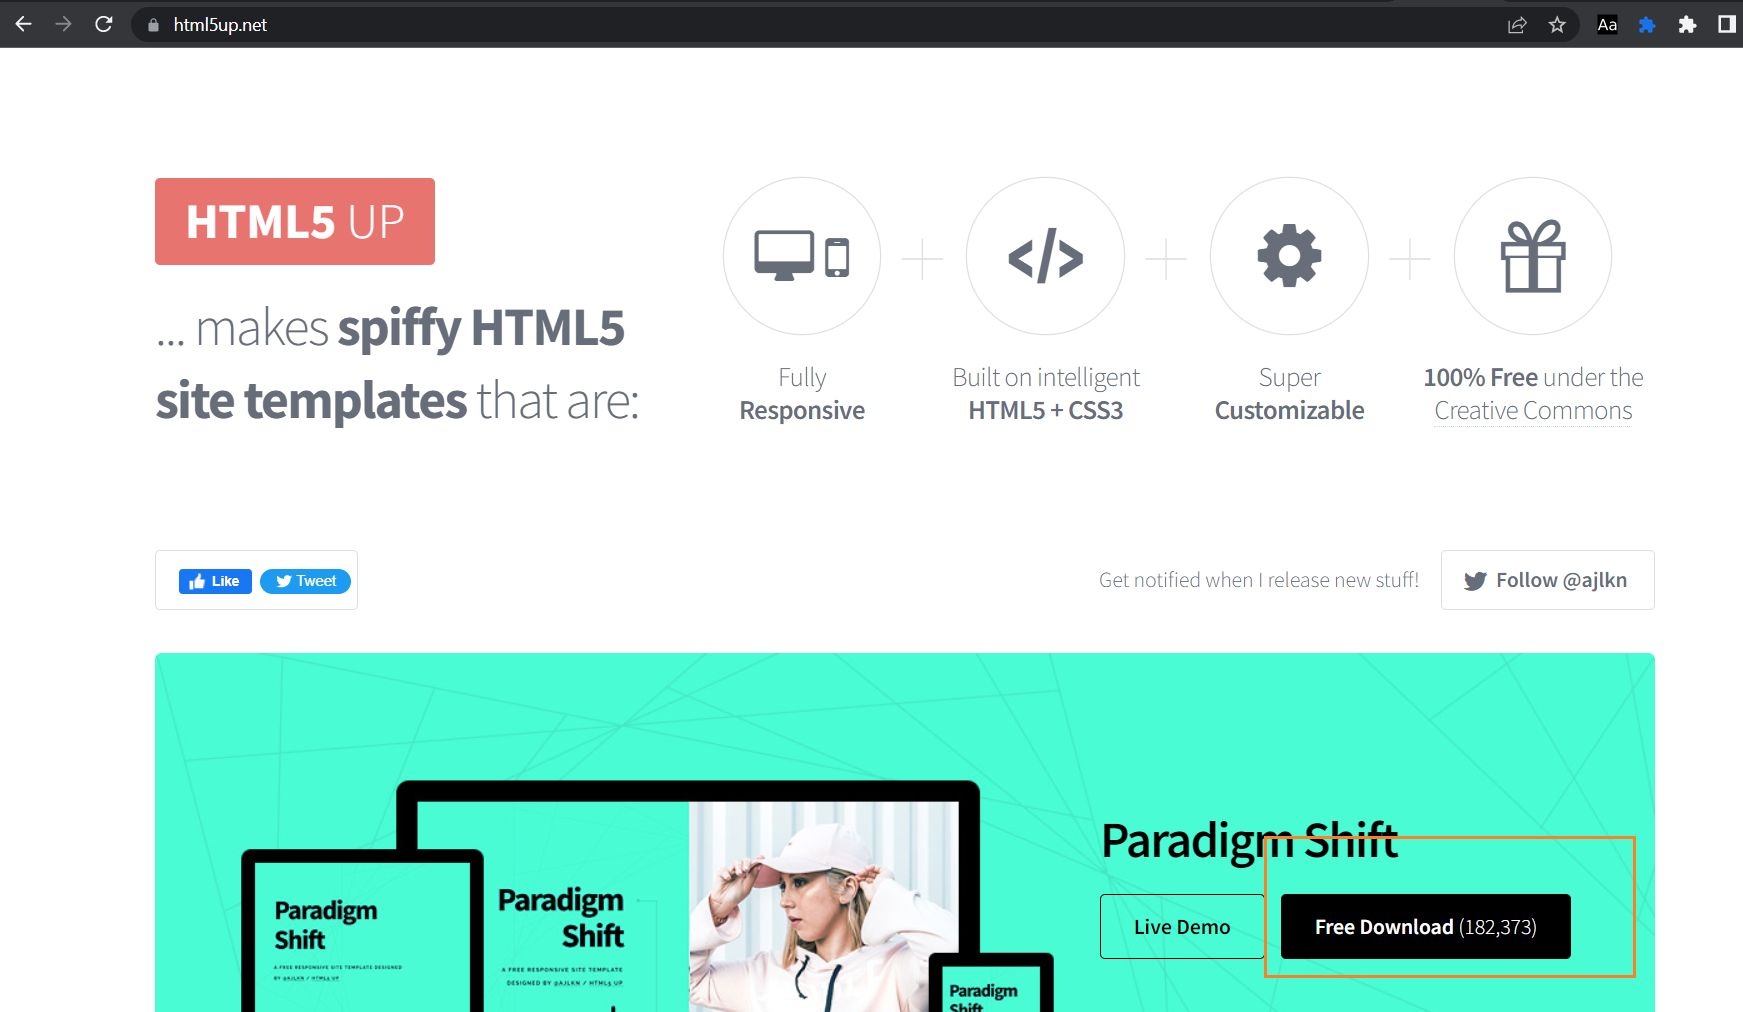 html5up.net
Aa
HTML5 UP
... makes spiffy HTML5
site templates that are:
Fully
Responsive
Built on intelligent
HTML5 + CSS3
Super
Customizable
100% Free under the
Creative Commons
Like
Tweet
Get notified when I release new stuff!
Follow @ajlkn
Paradigm
Shift
A FREE RESPONSIVE SITE TEMPLATE DESIGNED
BY @AJLKN / HTML5 UP
Paradigm
Shift
A FREE RESPONSIVE SITE TEMPLATE
DESIGNED BY @AJLKN / HTML5 UP
Paradigm
Shift
Paradigm Shift
Live Demo
Free Download (182,373)